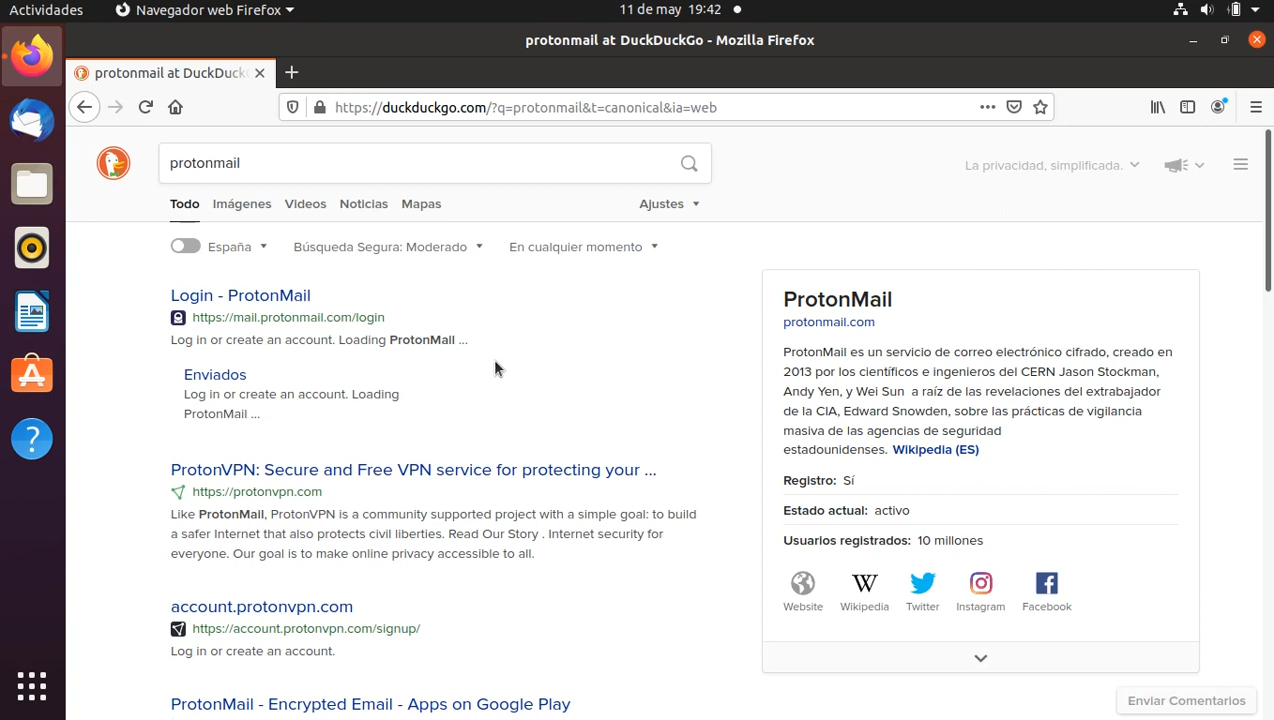 Actividades
Navegador web Firefox
11 de may 19:42
protonmail at DuckDuckGo - Mozilla Firefox
protonmail at DuckDuckG
https://duckduckgo.com/?q=protonmail&t=canonical&ia=web
protonmail
La privacidad, simplificada.
Todo Imágenes Videos Noticias Mapas Ajustes
España Búsqueda Segura: Moderado En cualquier momento
Login - ProtonMail
https://mail.protonmail.com/login
Log in or create an account. Loading ProtonMail ...
Enviados
Log in or create an account. Loading
ProtonMail ...
ProtonVPN: Secure and Free VPN service for protecting your ...
https://protonvpn.com
Like ProtonMail, ProtonVPN is a community supported project with a simple goal: to build
a safer Internet that also protects civil liberties. Read Our Story . Internet security for
everyone. Our goal is to make online privacy accessible to all.
account.protonvpn.com
https://account.protonvpn.com/signup/
Log in or create an account.
ProtonMail - Encrypted Email - Apps on Google Play
ProtonMail
protonmail.com
ProtonMail es un servicio de correo electrónico cifrado, creado en
2013 por los científicos e ingenieros del CERN Jason Stockman,
Andy Yen, y Wei Sun a raíz de las revelaciones del extrabajador
de la CIA, Edward Snowden, sobre las prácticas de vigilancia
masiva de las agencias de seguridad
estadounidenses. Wikipedia (ES)
Registro: Sí
Estado actual: activo
Usuarios registrados: 10 millones
Website Wikipedia Twitter Instagram Facebook
Enviar Comentarios